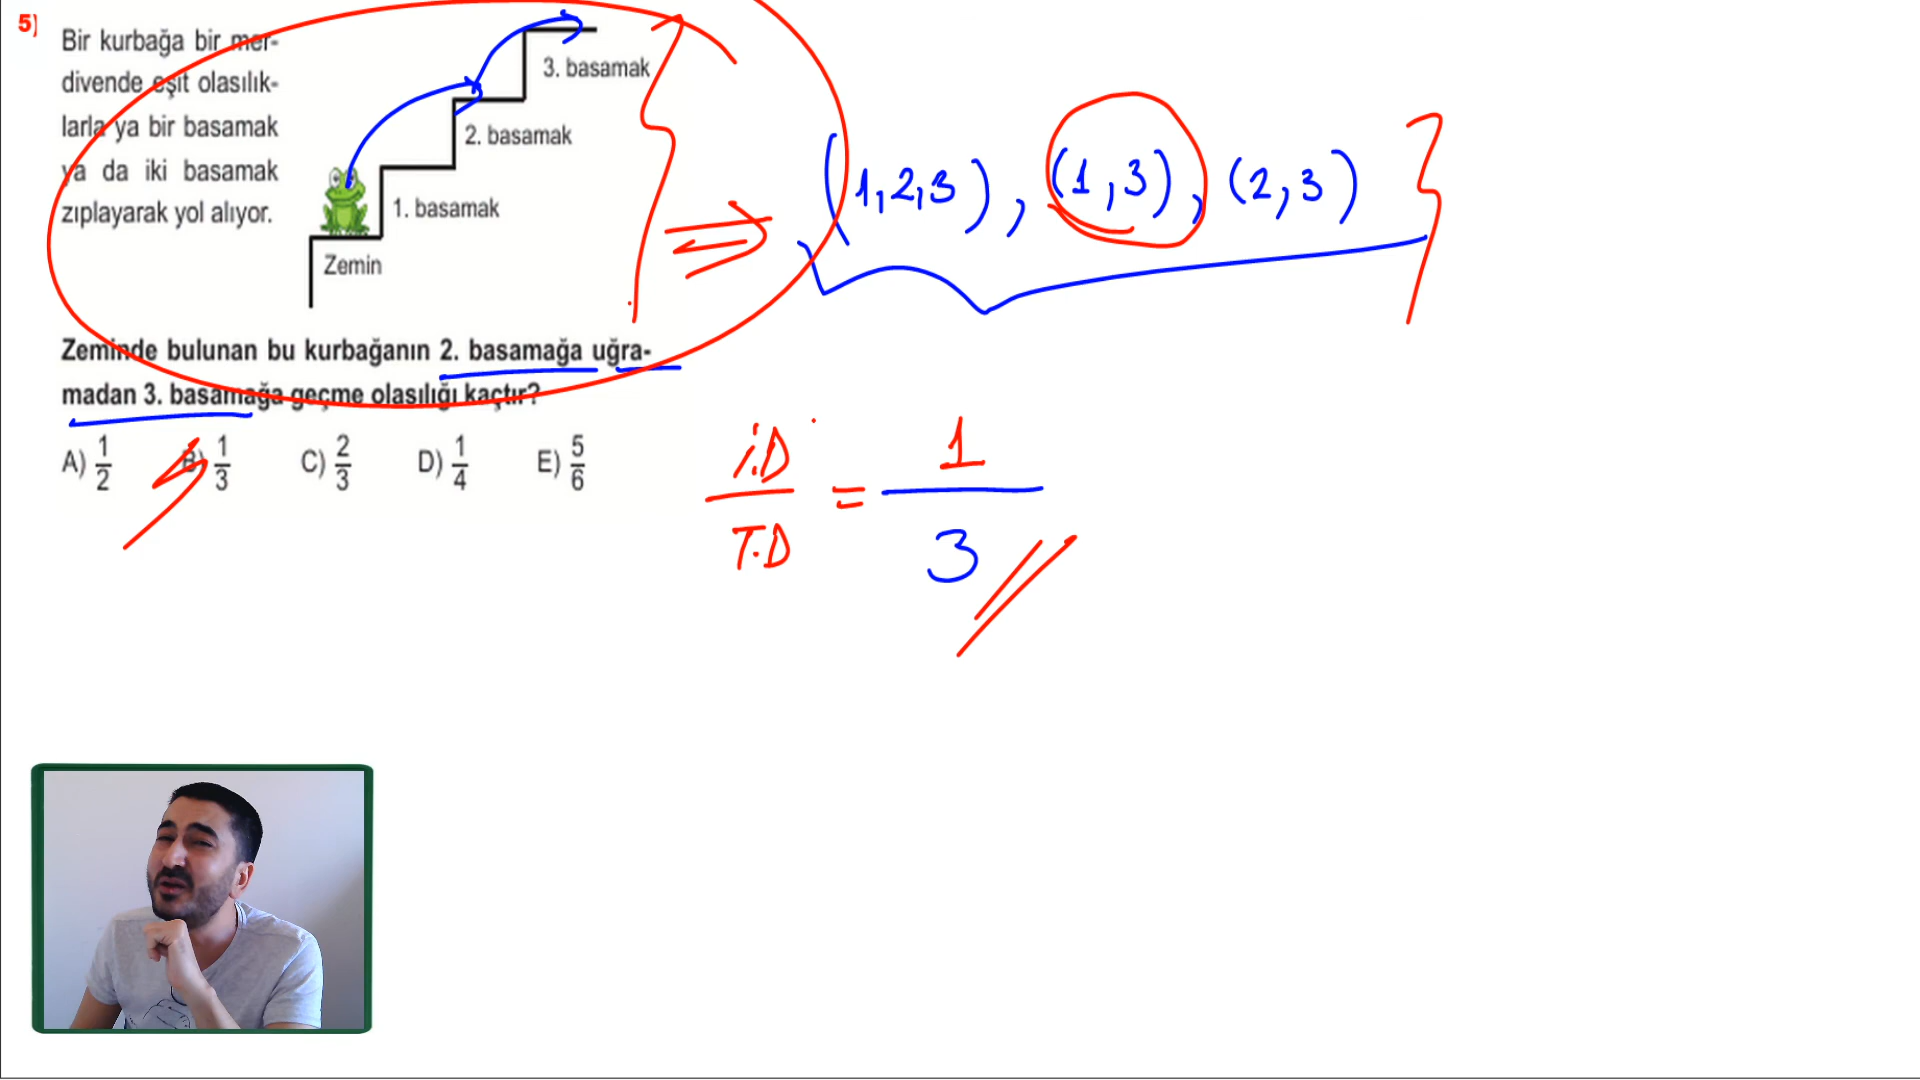 5)
Bir kurbağa bir mer-
divende eşit olasılık-
larla ya bir basamak
ya da iki basamak
zıplayarak yol alıyor.
3. basamak
2. basamak
1. basamak
Zemin
(1,2,3), (1,3), (2,3)
Zeminde bulunan bu kurbağanın 2. basamağa uğra-
madan 3. basamağa geçme olasılığı kaçtır?
A) 1/2 B) 1/3 C) 2/3 D) 1/4 E) 5/6
İ.D/T.D = 1/3